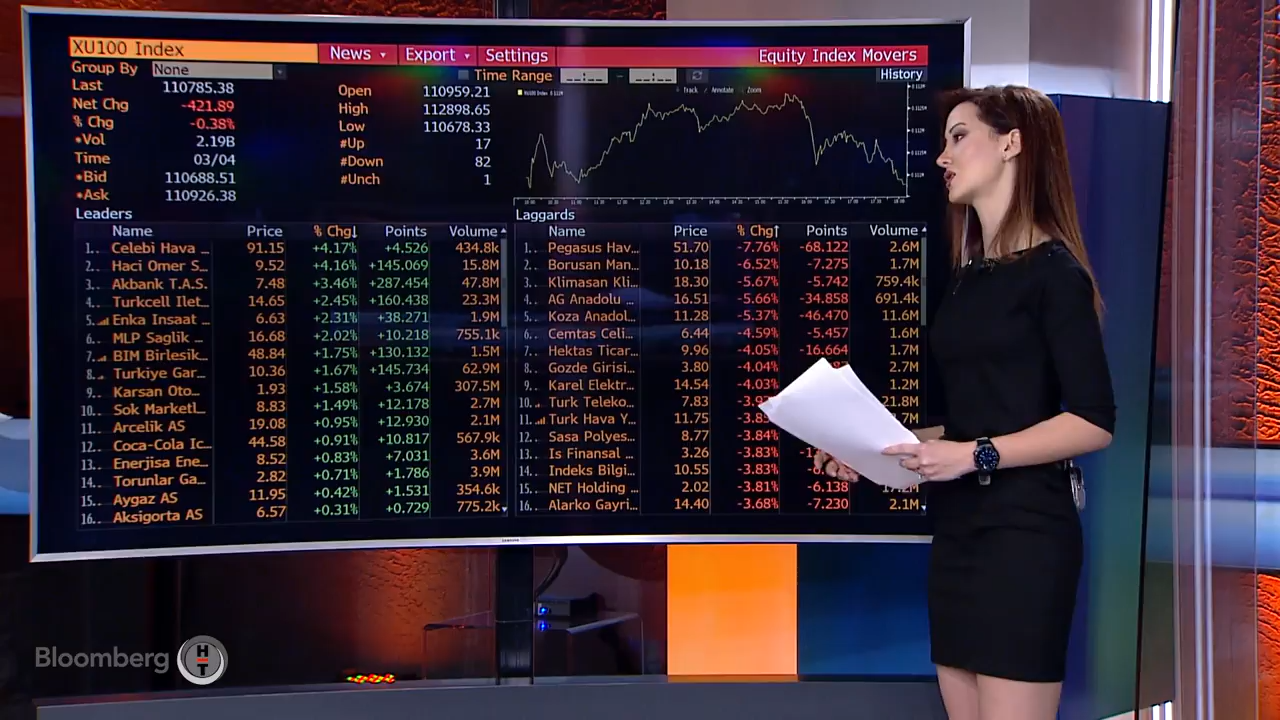 XU100 Index News Export Settings Equity Index Movers
Group By None Time Range History
Last 110785.38 Open 110959.21
Net Chg -421.89 High 112898.65
% Chg -0.38% Low 110678.33
Vol 2.19B #Up 17
Time 03/04 #Down 82
Bid 110688.51 #Unch 1
Ask 110926.38
Track Annotate Zoom
Leaders
Name Price % Chg↓ Points Volume
1.. Celebi Hava … 91.15 +4.17% +4.526 434.8k
2.. Haci Omer S… 9.52 +4.16% +145.069 15.8M
3.. Akbank T.A.S. 7.48 +3.46% +287.454 47.8M
4.. Turkcell Ilet… 14.65 +2.45% +160.438 23.3M
5.. Enka Insaat … 6.63 +2.31% +38.271 1.9M
6.. MLP Saglik … 16.68 +2.02% +10.218 755.1k
7.. BIM Birlesik… 48.84 +1.75% +130.132 1.5M
8.. Turkiye Gar… 10.36 +1.67% +145.734 62.9M
9.. Karsan Oto… 1.93 +1.58% +3.674 307.5M
10.. Sok Marketl… 8.83 +1.49% +12.178 2.7M
11.. Arcelik AS 19.08 +0.95% +12.930 2.1M
12.. Coca-Cola Ic… 44.58 +0.91% +10.817 567.9k
13.. Enerjisa Ene… 8.52 +0.83% +7.031 3.6M
14.. Torunlar Ga… 2.82 +0.71% +1.786 3.9M
15.. Aygaz AS 11.95 +0.42% +1.531 354.6k
16.. Aksigorta AS 6.57 +0.31% +0.729 775.2k
Laggards
Name Price % Chg↑ Points Volume
1.. Pegasus Hav… 51.70 -7.76% -68.122 2.6M
2.. Borusan Man… 10.18 -6.52% -7.275 1.7M
3.. Klimasan Kli… 18.30 -5.67% -5.742 759.4k
4.. AG Anadolu … 16.51 -5.66% -34.858 691.4k
5.. Koza Anadol… 11.28 -5.37% -46.470 11.6M
6.. Cemtas Celi… 6.44 -4.59% -5.457 1.6M
7.. Hektas Ticar… 9.96 -4.05% -16.664 1.7M
8.. Gozde Girisi… 3.80 -4.04% 2.7M
9.. Karel Elektr… 14.54 -4.03% 1.2M
10.. Turk Teleko… 7.83 21.8M
11.. Turk Hava Y… 11.75
12.. Sasa Polyes… 8.77 -3.84%
13.. Is Finansal … 3.26 -3.83%
14.. Indeks Bilgi… 10.55 -3.83%
15.. NET Holding … 2.02 -3.81% -6.138
16.. Alarko Gayri… 14.40 -3.68% -7.230 2.1M
Bloomberg HT